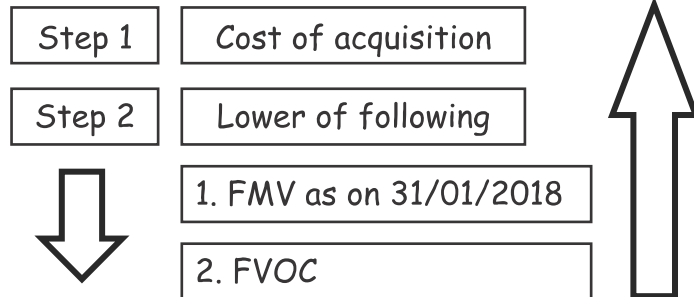 Step 1
Cost of acquisition
Step 2
Lower of following
1. FMV as on 31/01/2018
2. FVOC